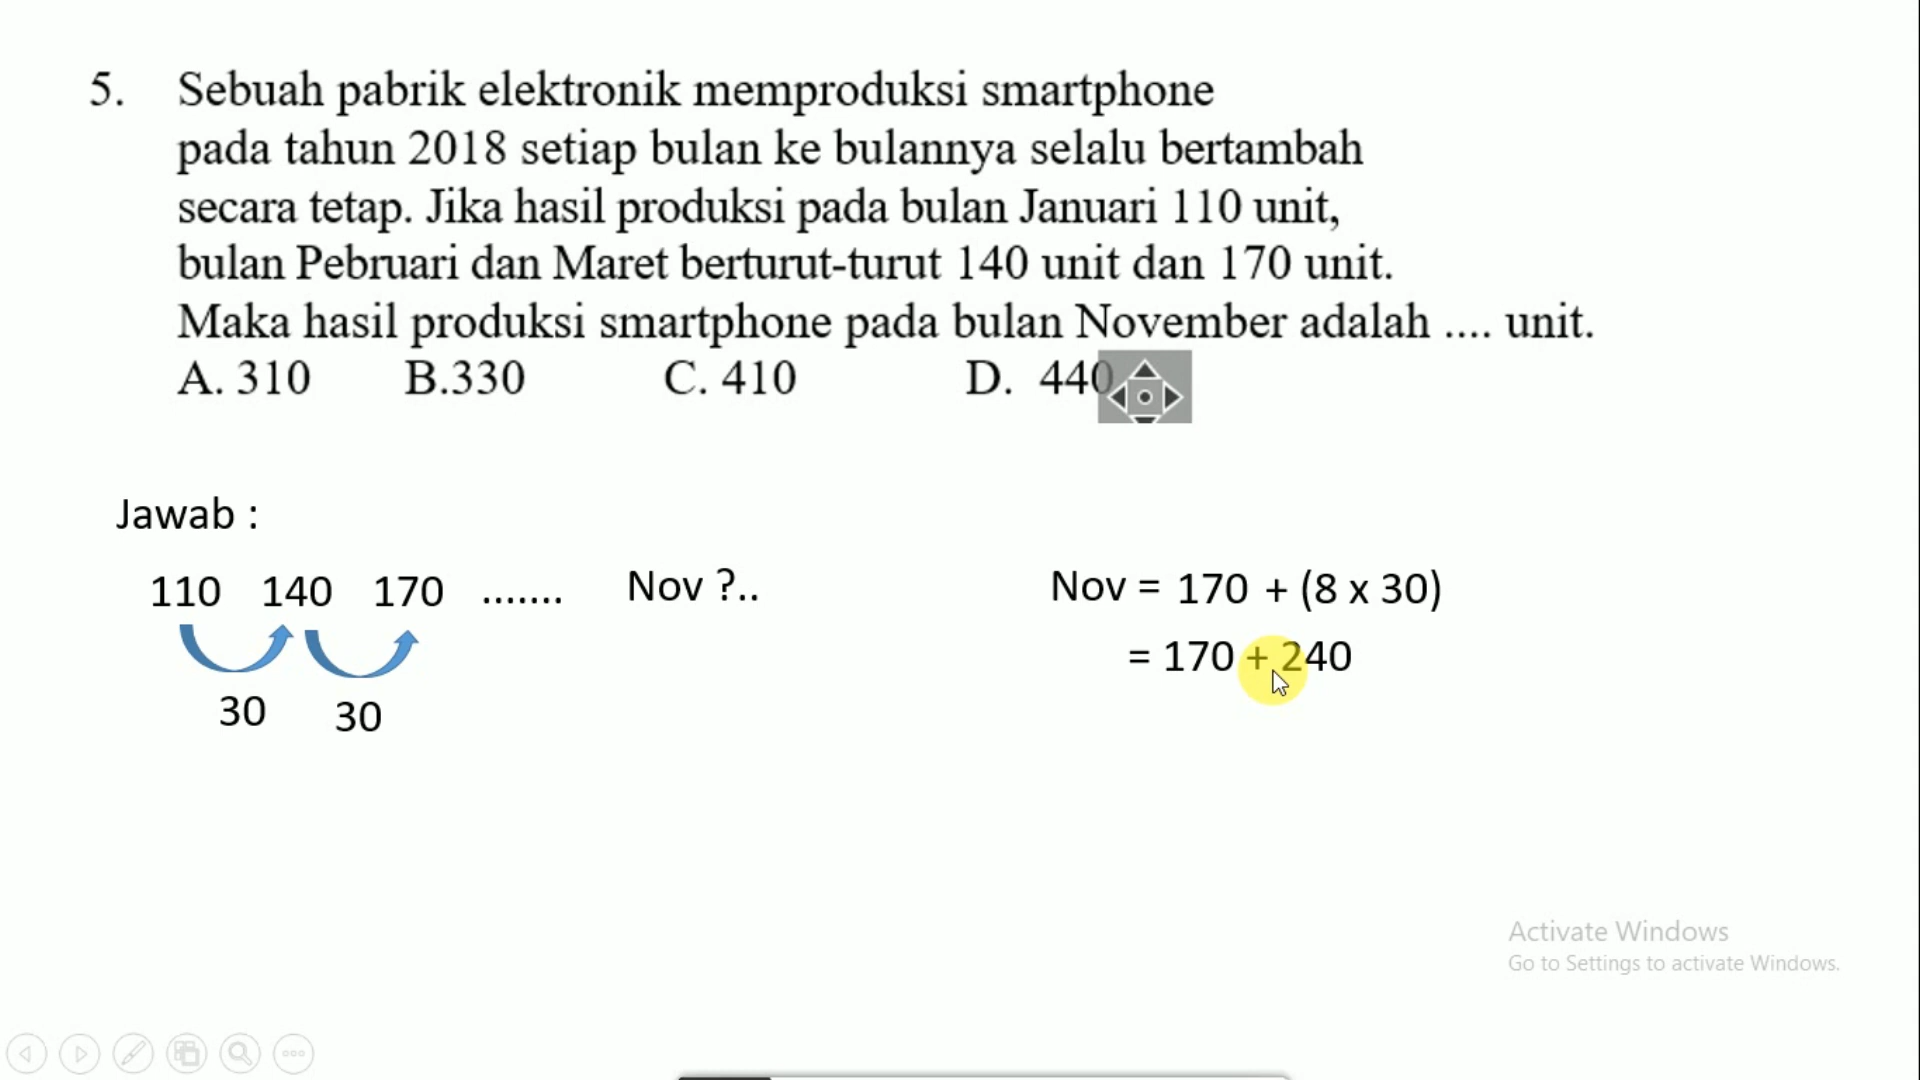 5. Sebuah pabrik elektronik memproduksi smartphone
pada tahun 2018 setiap bulan ke bulannya selalu bertambah
secara tetap. Jika hasil produksi pada bulan Januari 110 unit,
bulan Pebruari dan Maret berturut-turut 140 unit dan 170 unit.
Maka hasil produksi smartphone pada bulan November adalah .... unit.
A. 310 B.330 C. 410 D. 440
Jawab :
110 140 170 ....... Nov ?.. Nov = 170 + (8 x 30)
= 170 + 240
30 30
Activate Windows
Go to Settings to activate Windows.